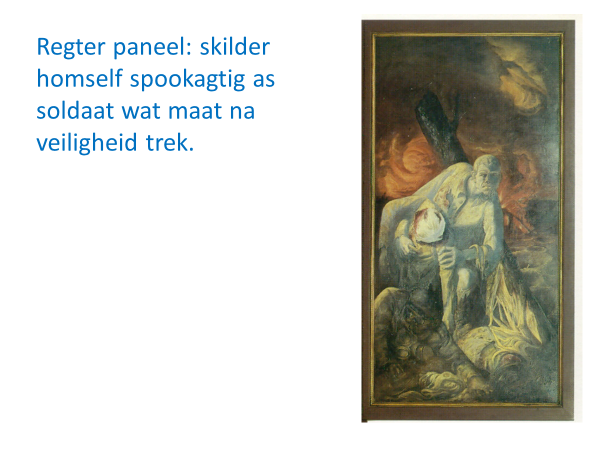 Regter paneel: skilder
homself spookagtig as
soldaat wat maat na
veiligheid trek.